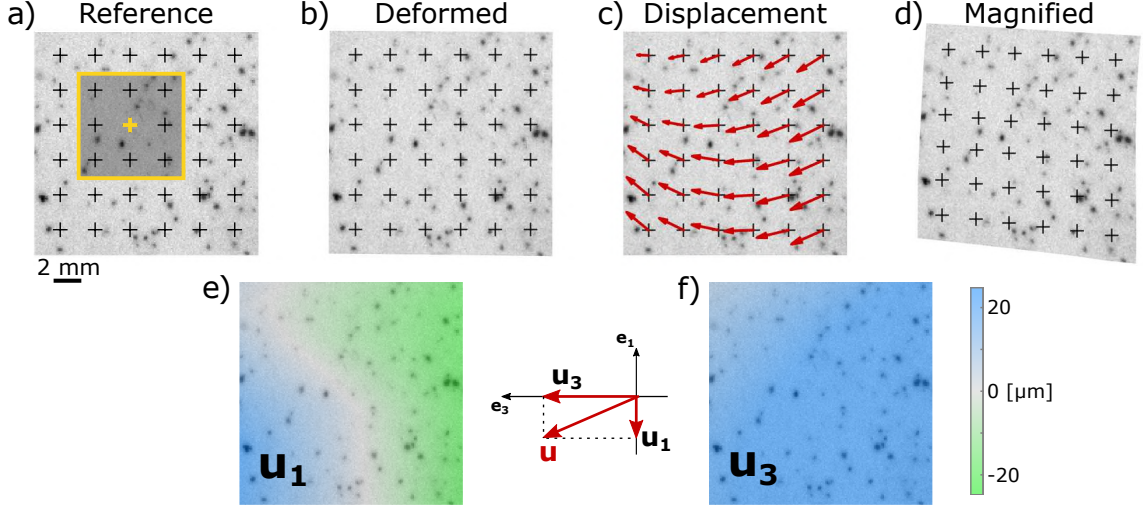 a) Reference
b) Deformed
c) Displacement
d) Magnified
2 mm
e)
u1
e1
u3
e3
u1
u
f)
u3
20
0 [µm]
-20